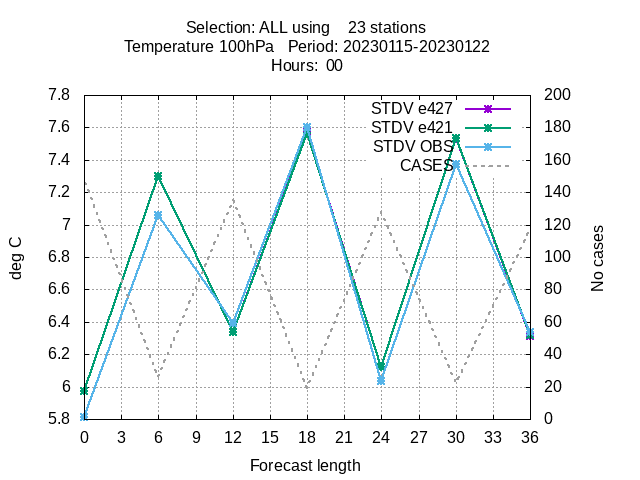 Selection: ALL using 23 stations
Temperature 100hPa Period: 20230115-20230122
Hours: 00
STDV e427
STDV e421
STDV OBS
CASES
7.8
7.6
7.4
7.2
7
6.8
6.6
6.4
6.2
6
5.8
deg C
200
180
160
140
120
100
80
60
40
20
0
No cases
0 3 6 9 12 15 18 21 24 27 30 33 36
Forecast length